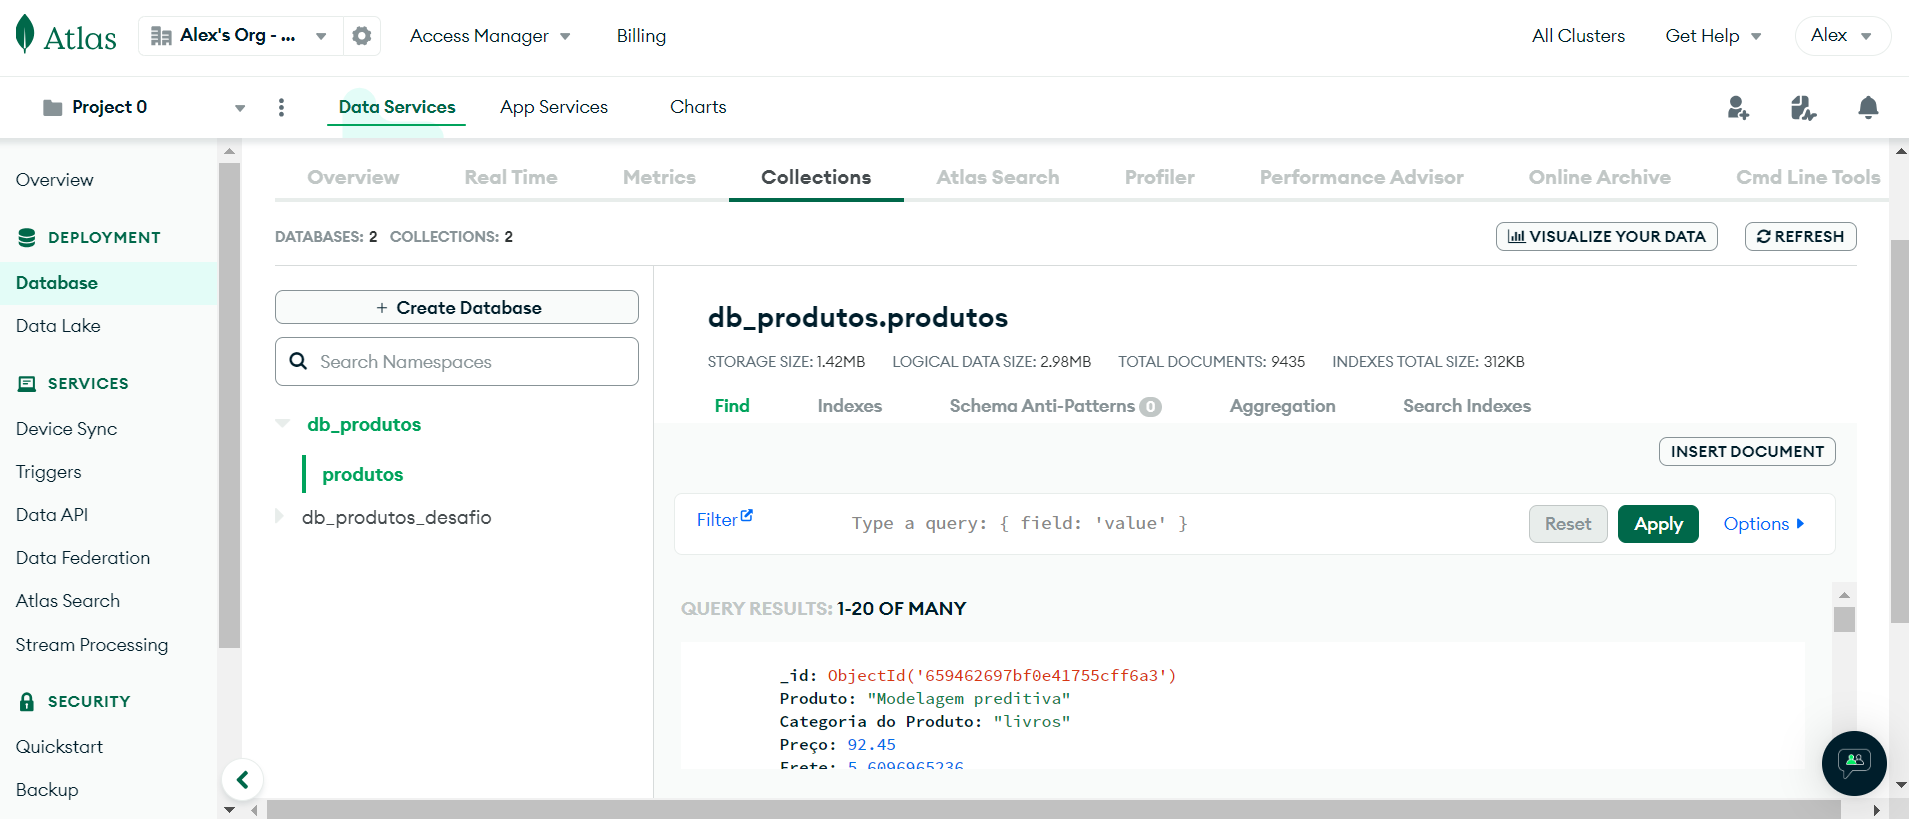 Atlas
Alex's Org - ...
Access Manager
Billing
All Clusters
Get Help
Alex
Project 0
Data Services
App Services
Charts
Overview
DEPLOYMENT
Database
Data Lake
SERVICES
Device Sync
Triggers
Data API
Data Federation
Atlas Search
Stream Processing
SECURITY
Quickstart
Backup
Overview
Real Time
Metrics
Collections
Atlas Search
Profiler
Performance Advisor
Online Archive
Cmd Line Tools
DATABASES: 2 COLLECTIONS: 2
VISUALIZE YOUR DATA
REFRESH
+ Create Database
Search Namespaces
db_produtos
produtos
db_produtos_desafio
db_produtos.produtos
STORAGE SIZE: 1.42MB LOGICAL DATA SIZE: 2.98MB TOTAL DOCUMENTS: 9435 INDEXES TOTAL SIZE: 312KB
Find
Indexes
Schema Anti-Patterns 0
Aggregation
Search Indexes
INSERT DOCUMENT
Filter
Type a query: { field: 'value' }
Reset
Apply
Options
QUERY RESULTS: 1-20 OF MANY
_id: ObjectId('659462697bf0e41755cff6a3')
Produto: "Modelagem preditiva"
Categoria do Produto: "livros"
Preço: 92.45
Frete: 5.6096965236